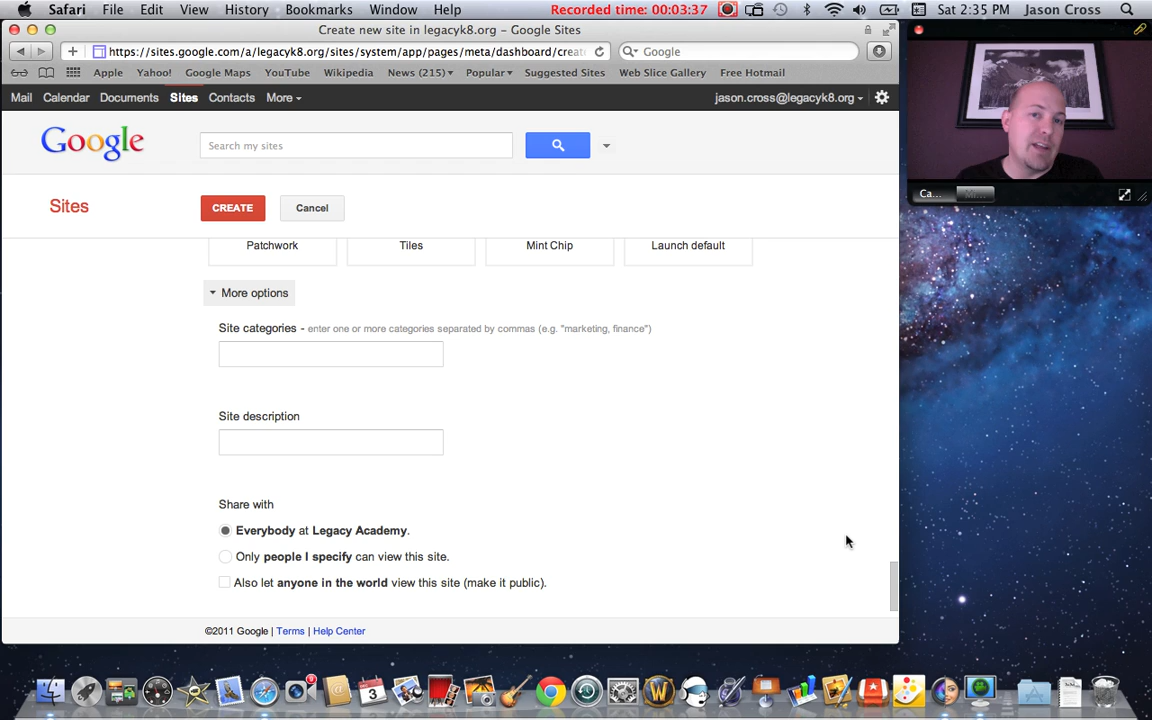 Safari File Edit View History Bookmarks Window Help Recorded time: 00:03:37 Sat 2:35 PM Jason Cross
Create new site in legacyk8.org – Google Sites
https://sites.google.com/a/legacyk8.org/sites/system/app/pages/meta/dashboard/crea Google
Apple Yahoo! Google Maps YouTube Wikipedia News (215) Popular Suggested Sites Web Slice Gallery Free Hotmail
Mail Calendar Documents Sites Contacts More jason.cross@legacyk8.org
Google Search my sites
Ca...
Sites CREATE Cancel
Patchwork Tiles Mint Chip Launch default
More options
Site categories - enter one or more categories separated by commas (e.g. "marketing, finance")
Site description
Share with
Everybody at Legacy Academy.
Only people I specify can view this site.
Also let anyone in the world view this site (make it public).
©2011 Google | Terms | Help Center
3